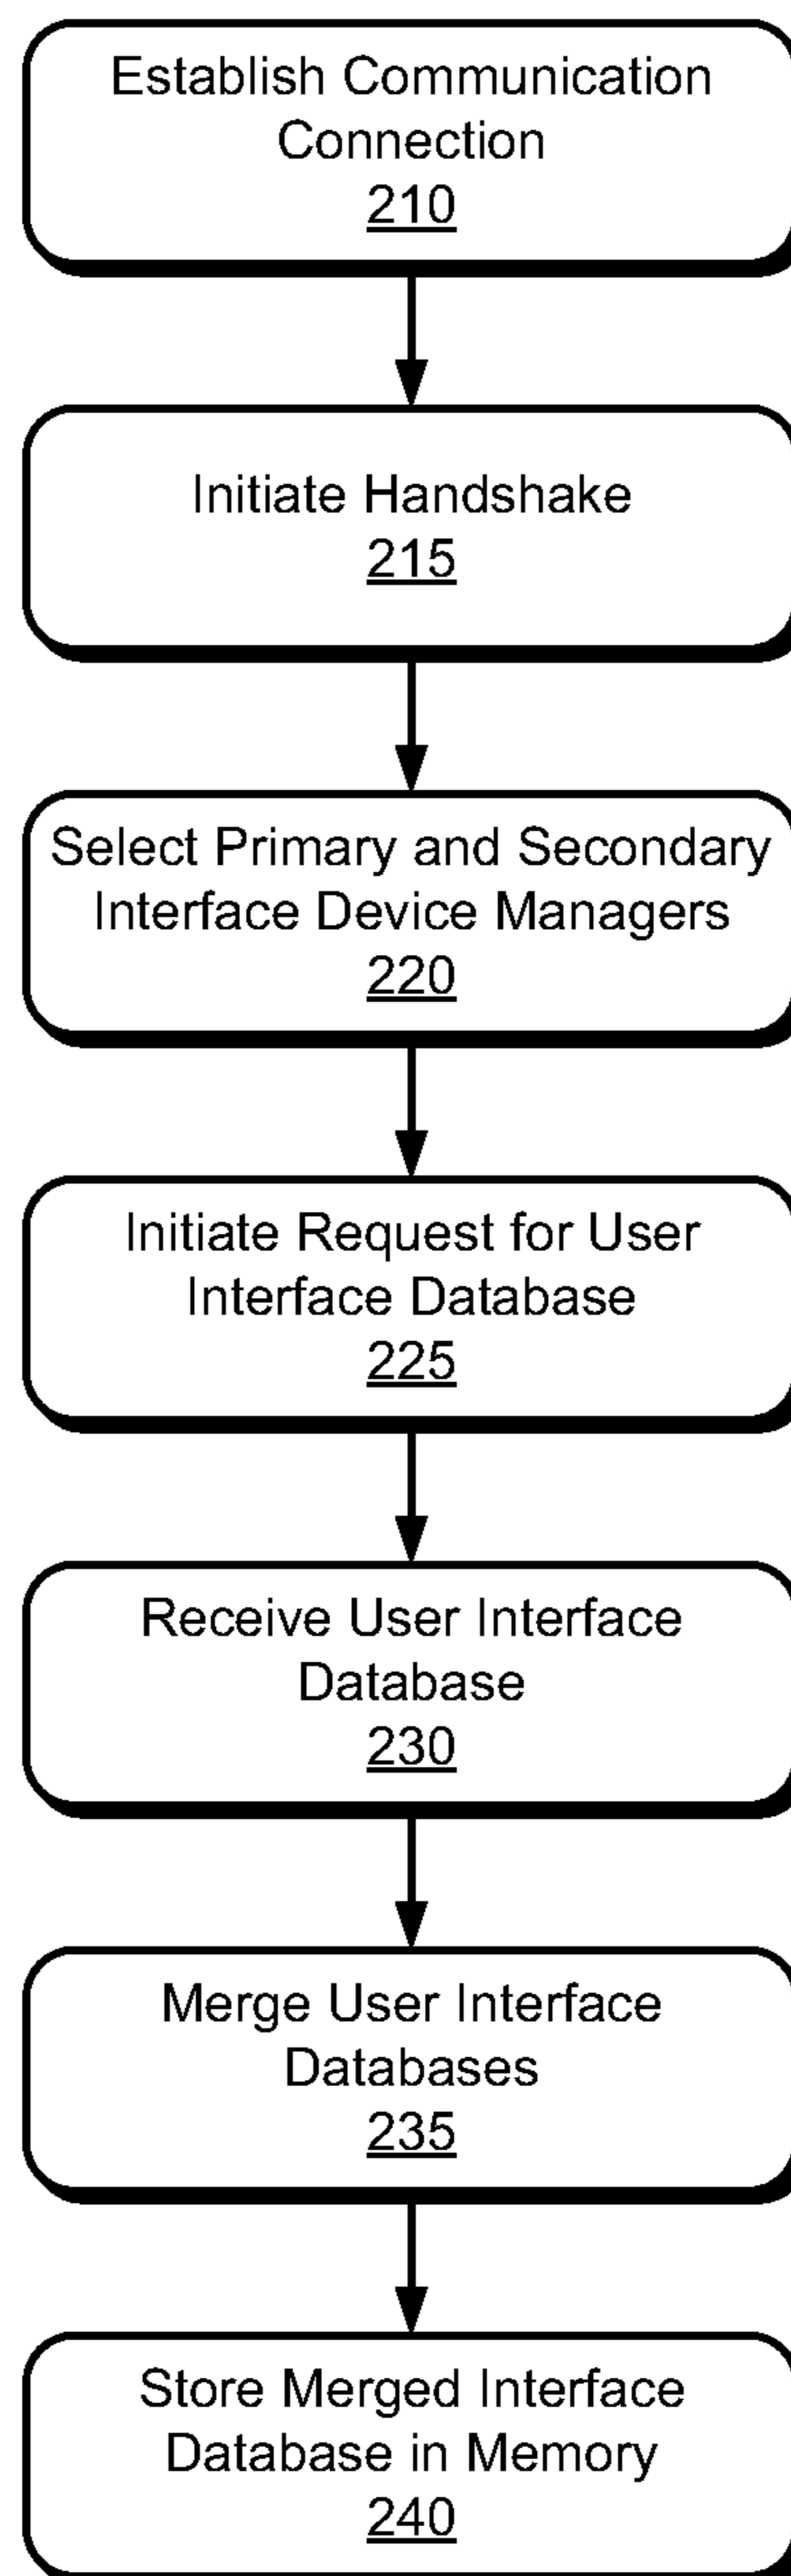 Establish Communication
Connection
210
Initiate Handshake
215
Select Primary and Secondary
Interface Device Managers
220
Initiate Request for User
Interface Database
225
Receive User Interface
Database
230
Merge User Interface
Databases
235
Store Merged Interface
Database in Memory
240